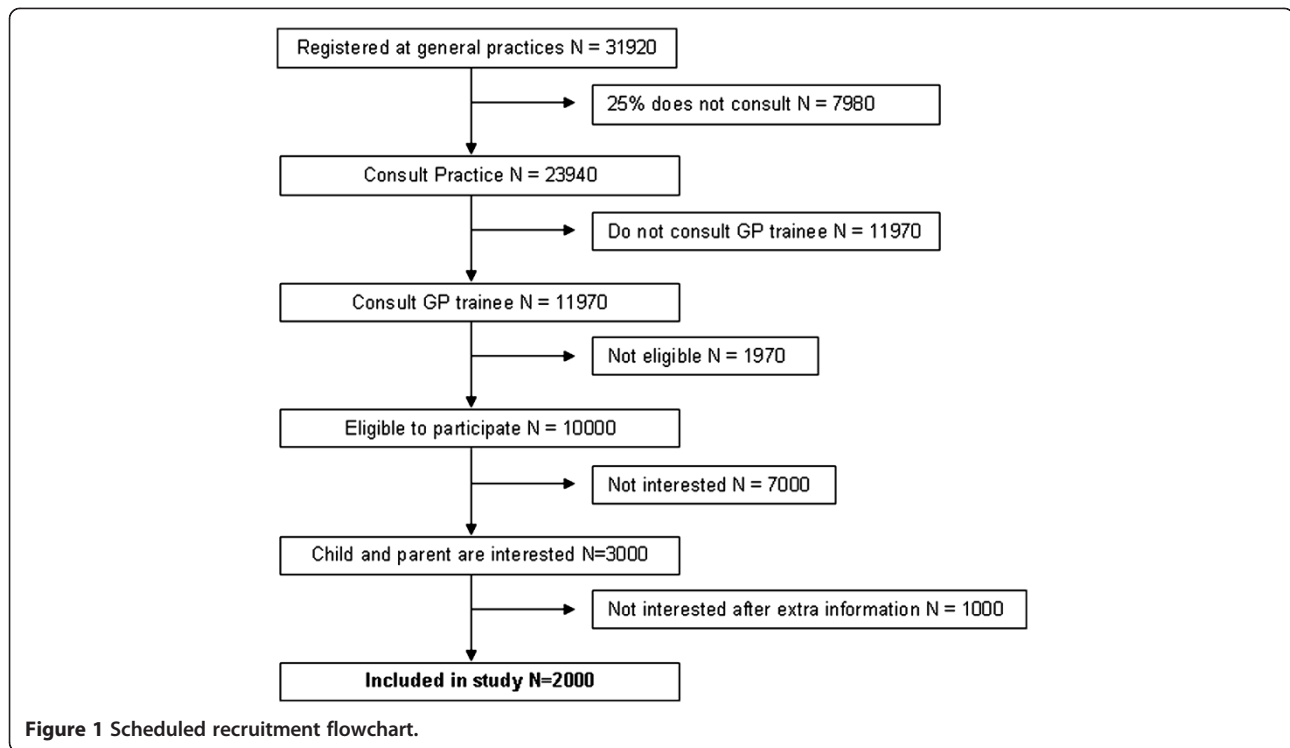 Registered at general practices N = 31920
25% does not consult N = 7980
Consult Practice N = 23940
Do not consult GP trainee N = 11970
Consult GP trainee N = 11970
Not eligible N = 1970
Eligible to participate N = 10000
Not interested N = 7000
Child and parent are interested N=3000
Not interested after extra information N = 1000
Included in study N=2000
Figure 1 Scheduled recruitment flowchart.